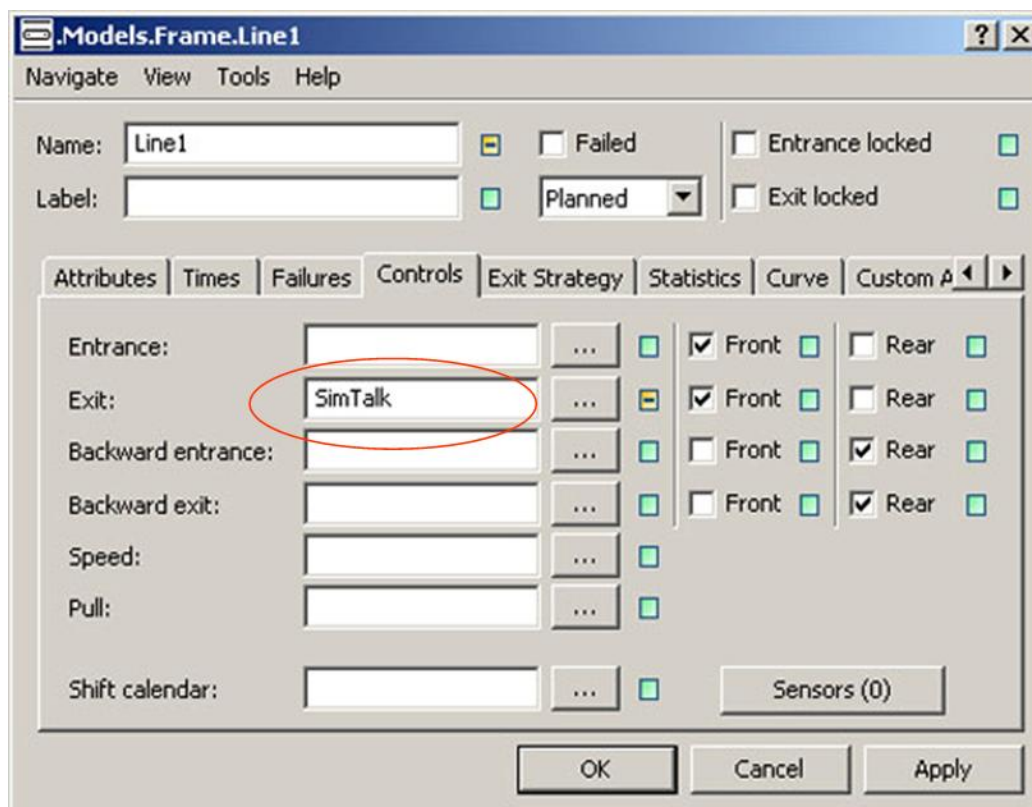 .Models.Frame.Line1
Navigate View Tools Help
Name: Line1 Failed Entrance locked
Label: Planned Exit locked
Attributes Times Failures Controls Exit Strategy Statistics Curve Custom A
Entrance: ... Front Rear
Exit: SimTalk ... Front Rear
Backward entrance: ... Front Rear
Backward exit: ... Front Rear
Speed: ...
Pull: ...
Shift calendar: ... Sensors (0)
OK Cancel Apply